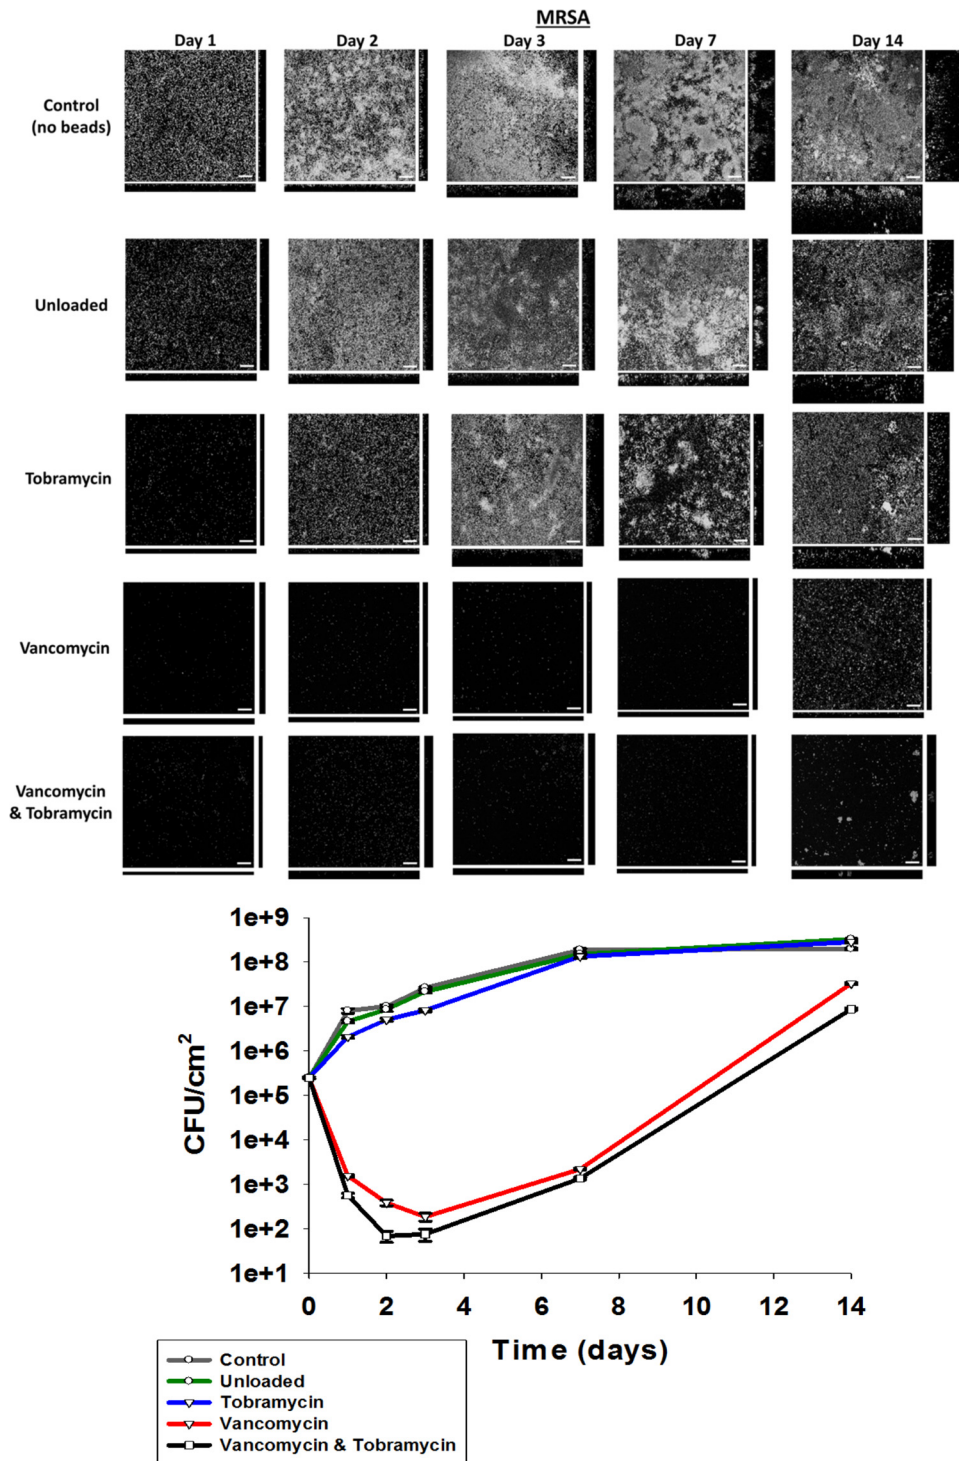 MRSA
Day 1 Day 2 Day 3 Day 7 Day 14
Control
(no beads)
Unloaded
Tobramycin
Vancomycin
Vancomycin
& Tobramycin
1e+9
1e+8
1e+7
1e+6
1e+5
1e+4
1e+3
1e+2
1e+1
CFU/cm²
0 2 4 6 8 10 12 14
Time (days)
Control
Unloaded
Tobramycin
Vancomycin
Vancomycin & Tobramycin